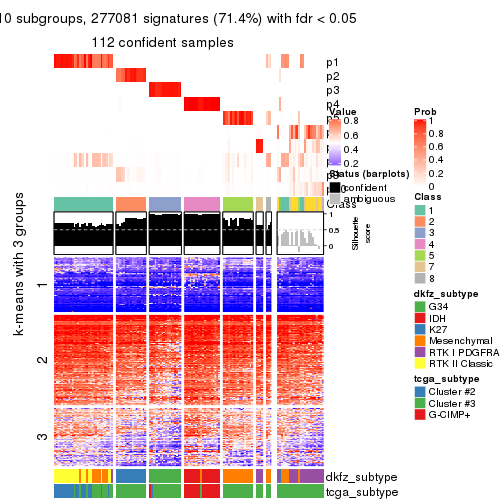 10 subgroups, 277081 signatures (71.4%) with fdr < 0.05
112 confident samples
p1
p2
p3
p4
Class
1
0.5
0
Silhouette
score
k-means with 3 groups
1
2
3
dkfz_subtype
tcga_subtype
Value
0.8
0.6
0.4
0.2
Status (barplots)
confident
ambiguous
Prob
1
0.8
0.6
0.4
0.2
0
Class
1
2
3
4
5
7
8
dkfz_subtype
G34
IDH
K27
Mesenchymal
RTK I PDGFRA
RTK II Classic
tcga_subtype
Cluster #2
Cluster #3
G-CIMP+